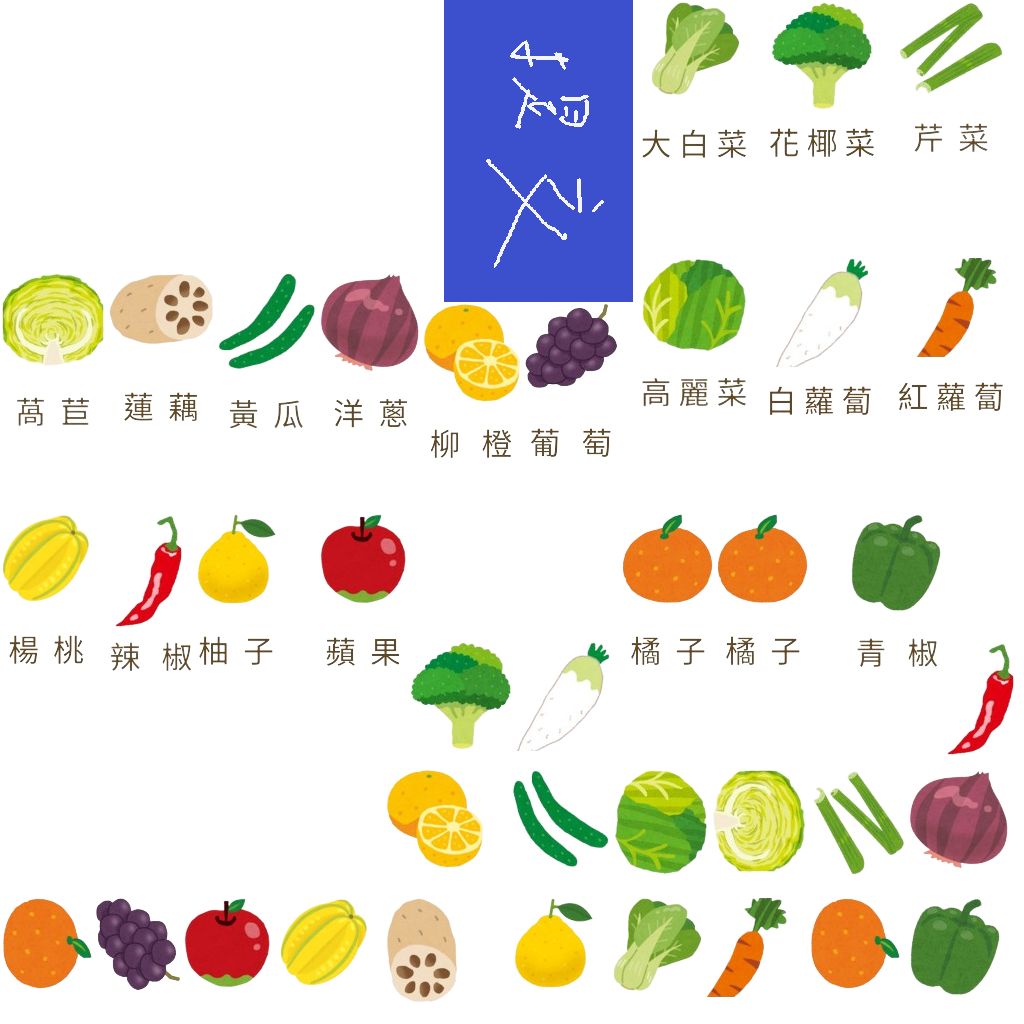 大白菜 花椰菜 芹菜
萵苣 蓮藕 黃瓜 洋蔥 柳橙 葡萄 高麗菜 白蘿蔔 紅蘿蔔
楊桃 辣椒 柚子 蘋果 橘子 橘子 青椒